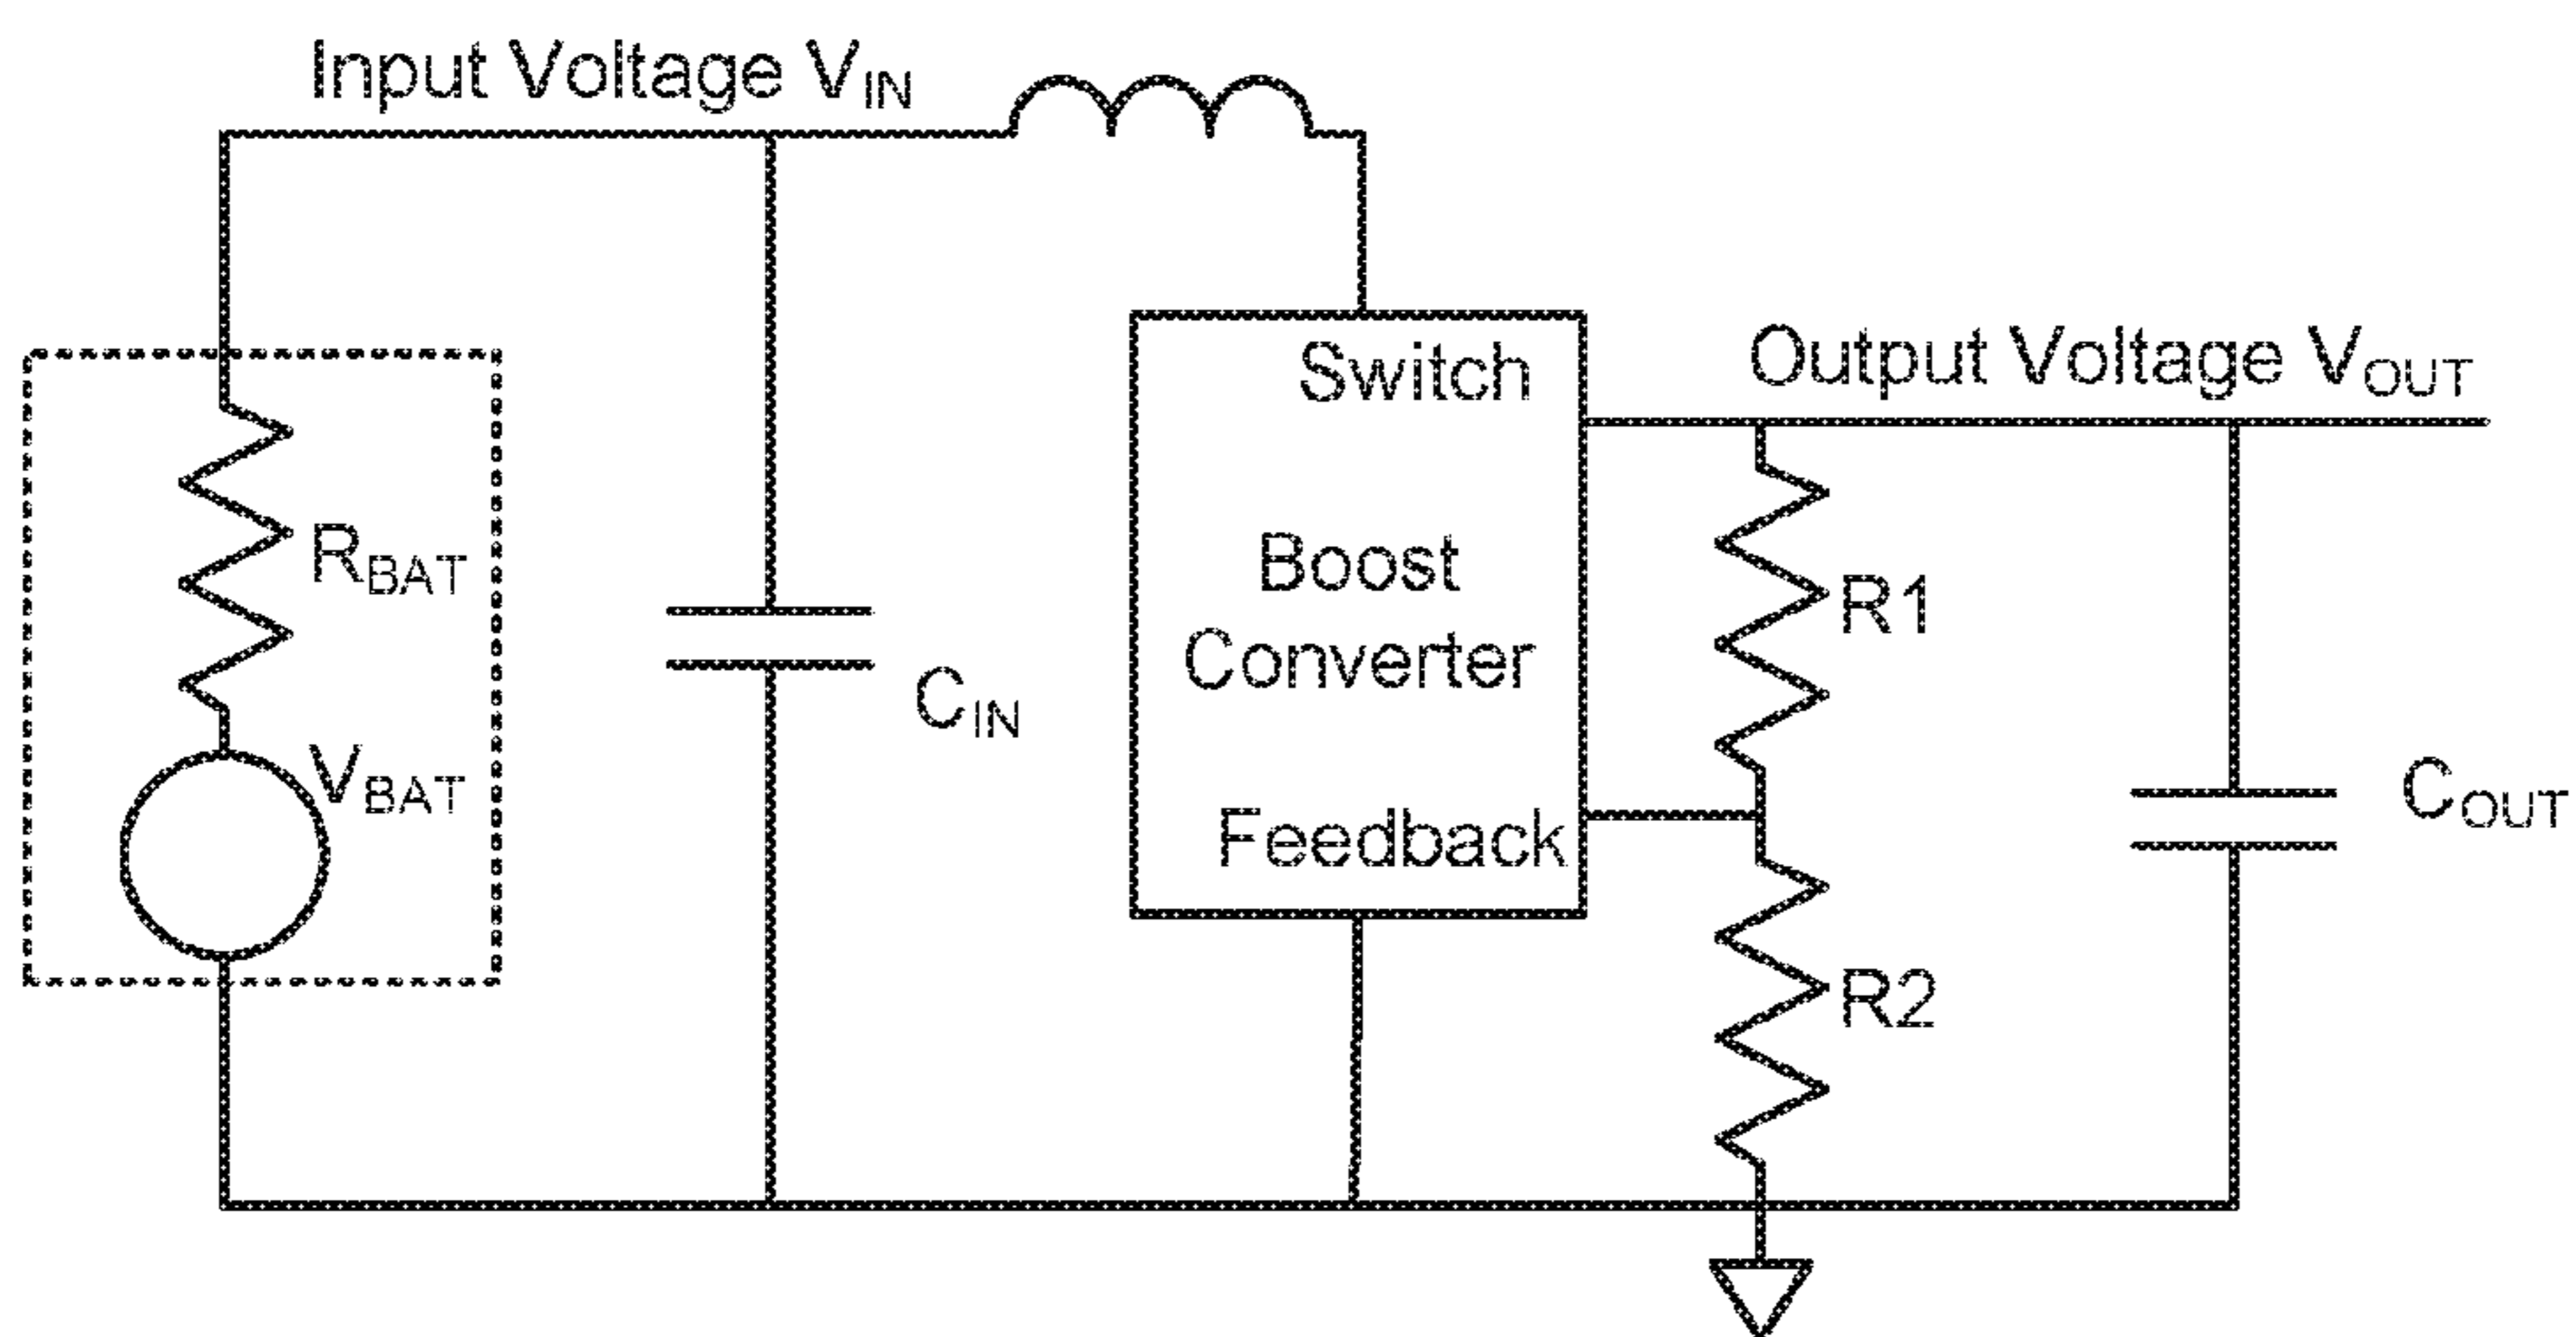 Input Voltage VIN
Switch
Output Voltage VOUT
RBAT
Boost
Converter
R1
CIN
VBAT
Feedback
COUT
R2